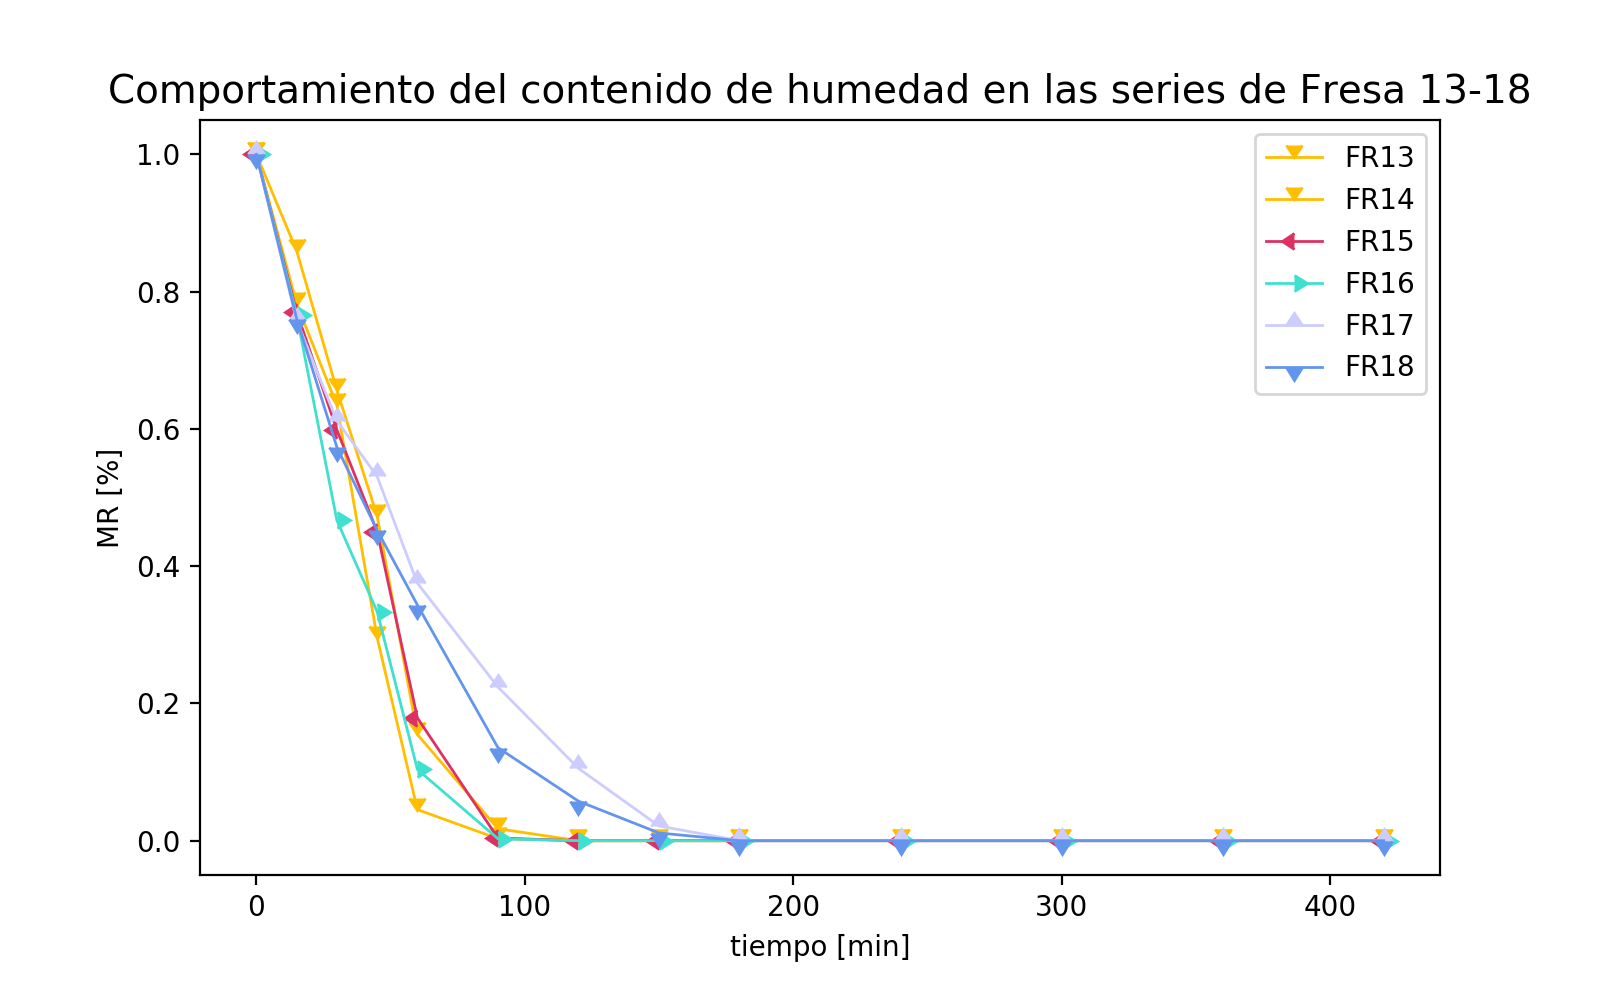 Comportamiento del contenido de humedad en las series de Fresa 13-18
FR13
FR14
FR15
FR16
FR17
FR18
MR [%]
1.0
0.8
0.6
0.4
0.2
0.0
0 100 200 300 400
tiempo [min]